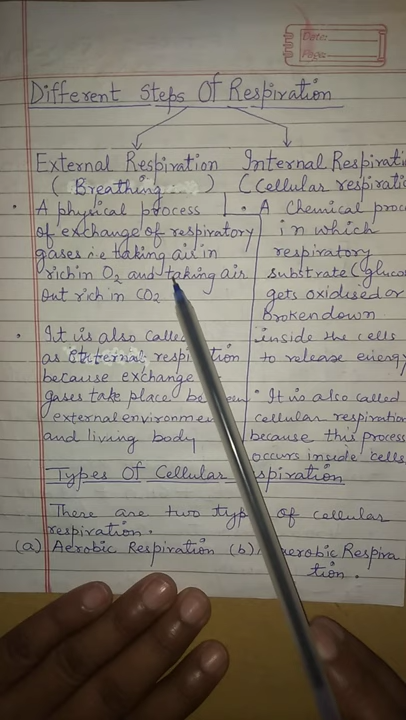 Date:
Page:
Different Steps Of Respiration
External Respiration
(Breathing)
• A physical process
of exchange of respiratory
gases i.e taking air in
rich in O2 and taking air
out rich in CO2
• It is also called
as external respiration
because exchange
gases take place
external environme
and living body
Internal Respirati
(Cellular respiratio
• A Chemical proc
in which
respiratory
substrate (gluco
gets oxidised or
broken down
inside the cells
to release energy
• It is also called
cellular respiration
because this process
occurs inside cells
Types Of Cellular spiration
There are two typ of cellular
respiration.
(a) Aerobic Respiration (b) aerobic Respira
tion.